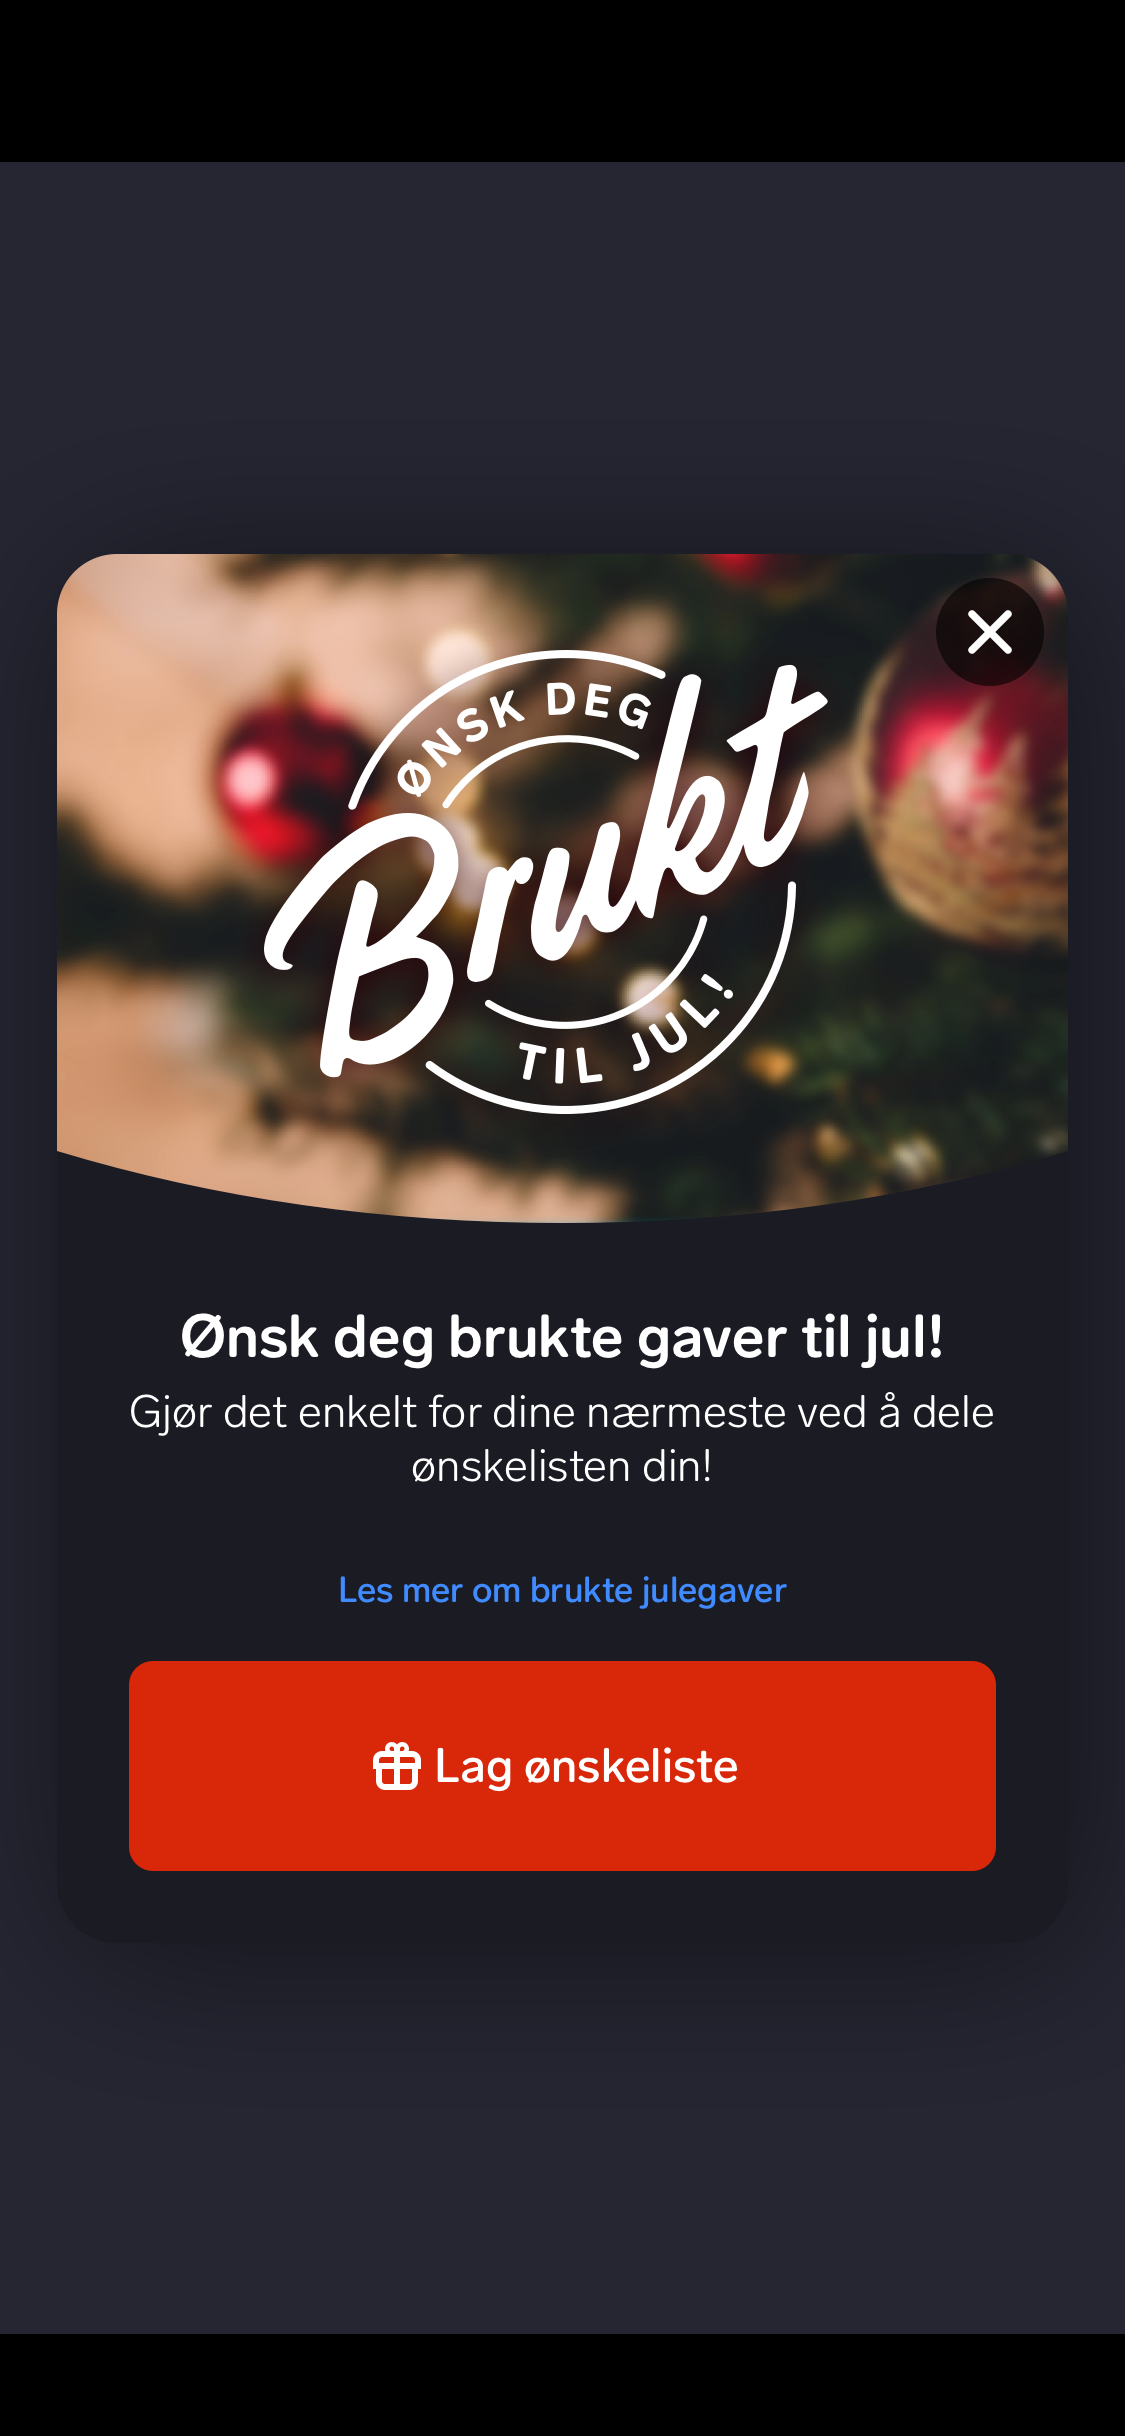 ØNSK DEG
Brukt
TIL JUL!
Ønsk deg brukte gaver til jul!
Gjør det enkelt for dine nærmeste ved å dele
ønskelisten din!
Les mer om brukte julegaver
Lag ønskeliste